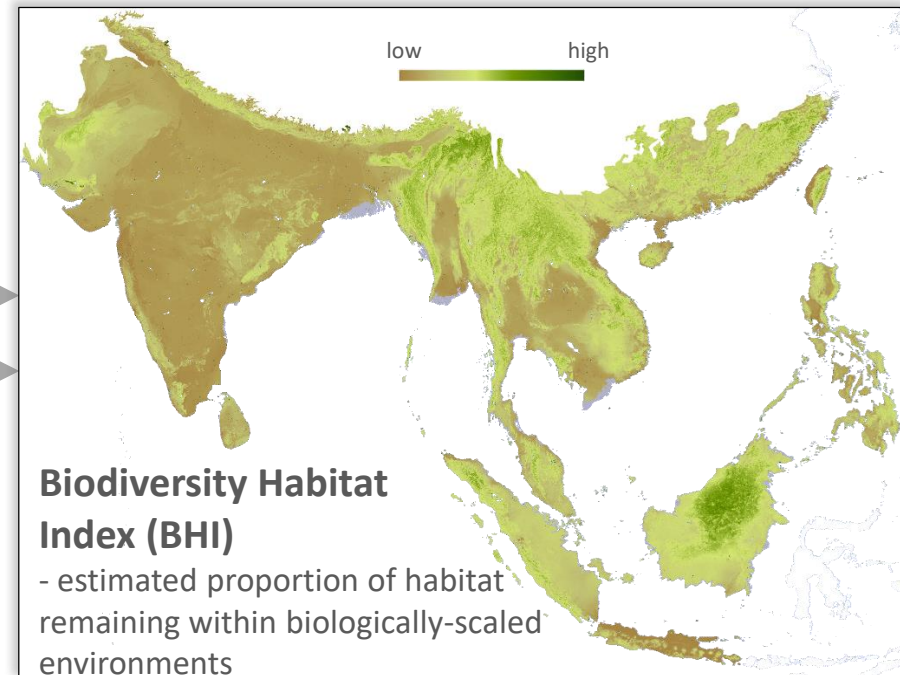 low high
Biodiversity Habitat
Index (BHI)
- estimated proportion of habitat
remaining within biologically-scaled
environments